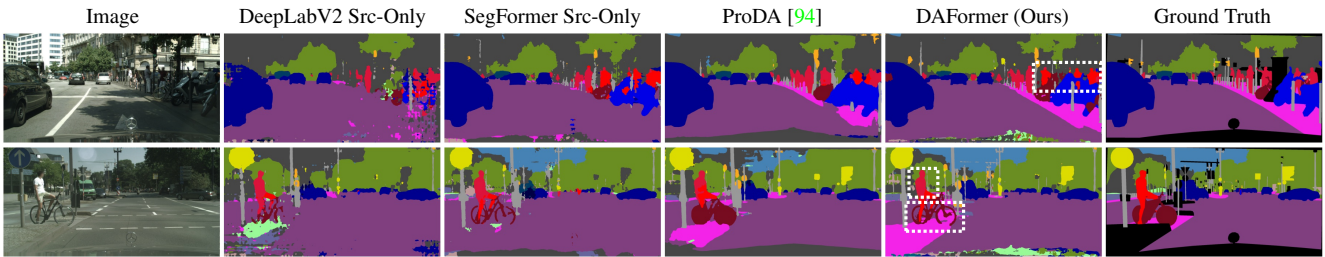 Image DeepLabV2 Src-Only SegFormer Src-Only ProDA [94] DAFormer (Ours) Ground Truth